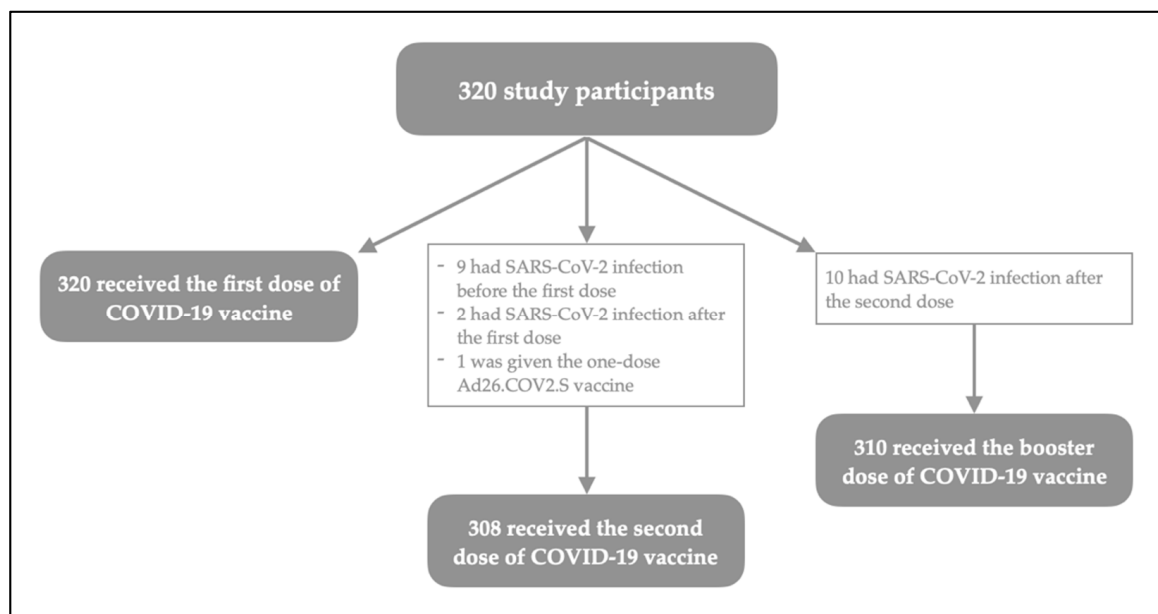 320 study participants
320 received the first dose of
COVID-19 vaccine
- 9 had SARS-CoV-2 infection
before the first dose
- 2 had SARS-CoV-2 infection after
the first dose
- 1 was given the one-dose
Ad26.COV2.S vaccine
308 received the second
dose of COVID-19 vaccine
10 had SARS-CoV-2 infection after
the second dose
310 received the booster
dose of COVID-19 vaccine